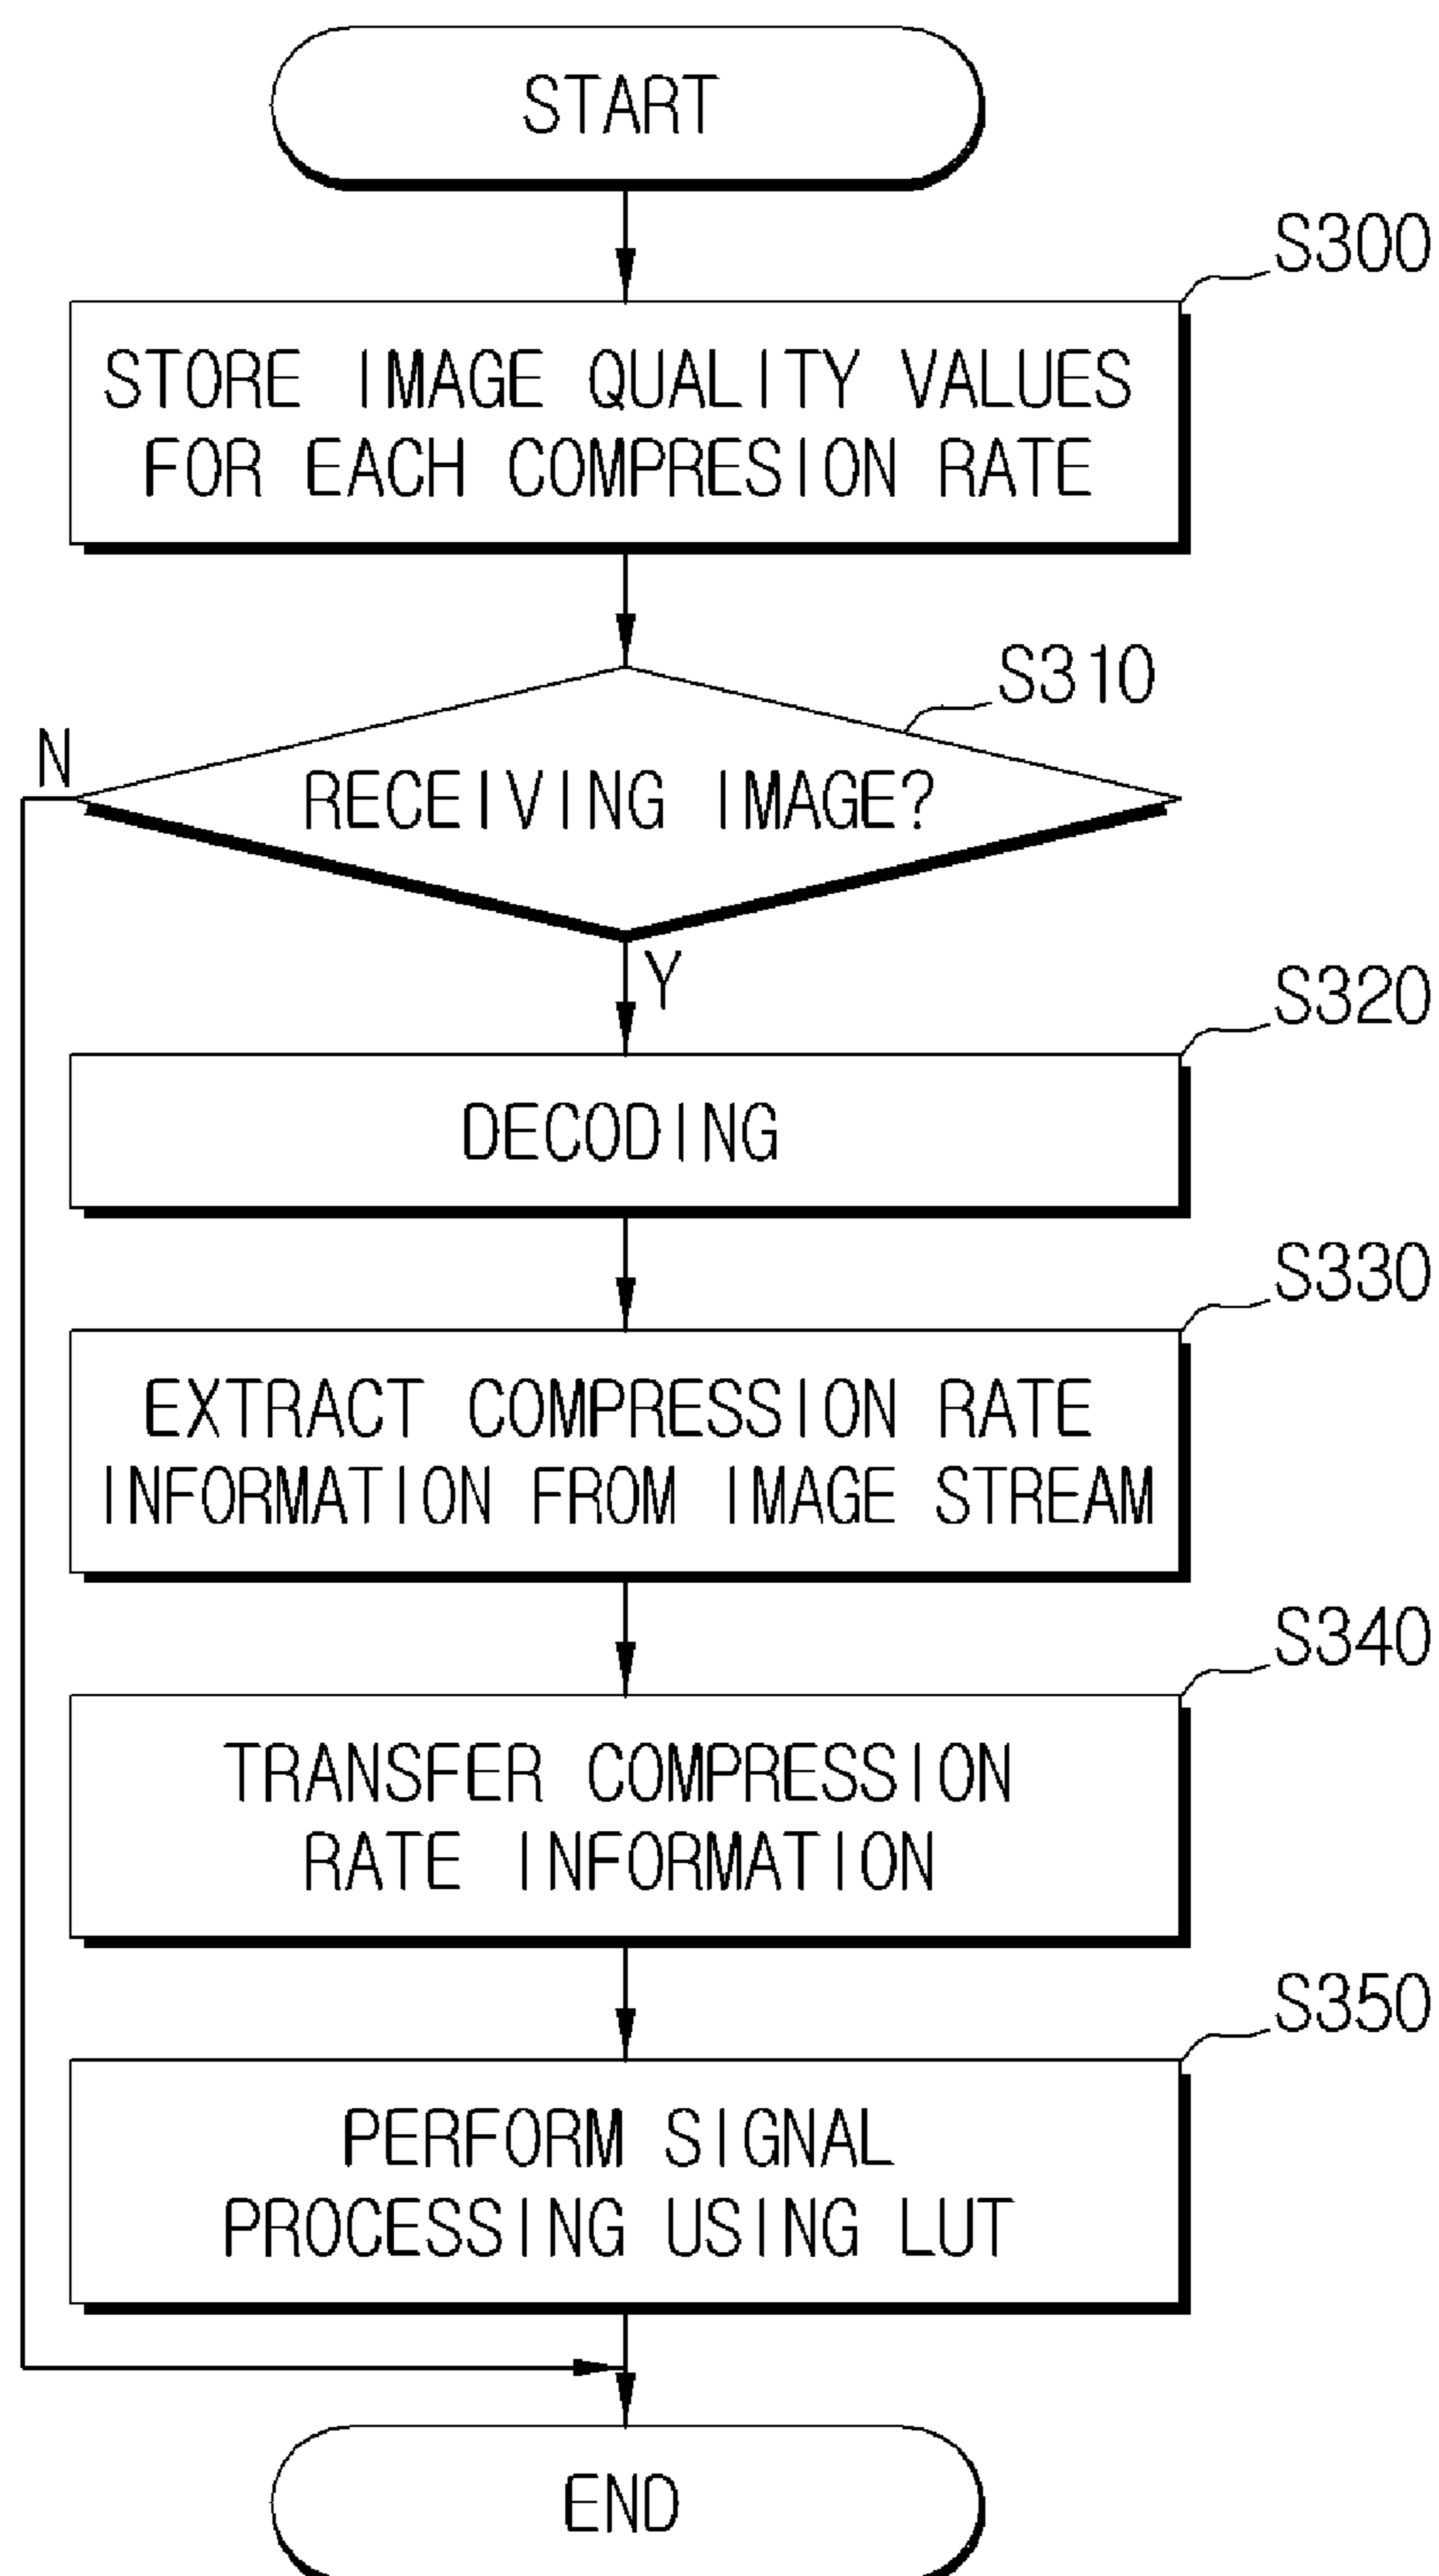 START
S300
STORE IMAGE QUALITY VALUES
FOR EACH COMPRESION RATE
S310
N
RECEIVING IMAGE?
Y
S320
DECODING
S330
EXTRACT COMPRESSION RATE
INFORMATION FROM IMAGE STREAM
S340
TRANSFER COMPRESSION
RATE INFORMATION
S350
PERFORM SIGNAL
PROCESSING USING LUT
END